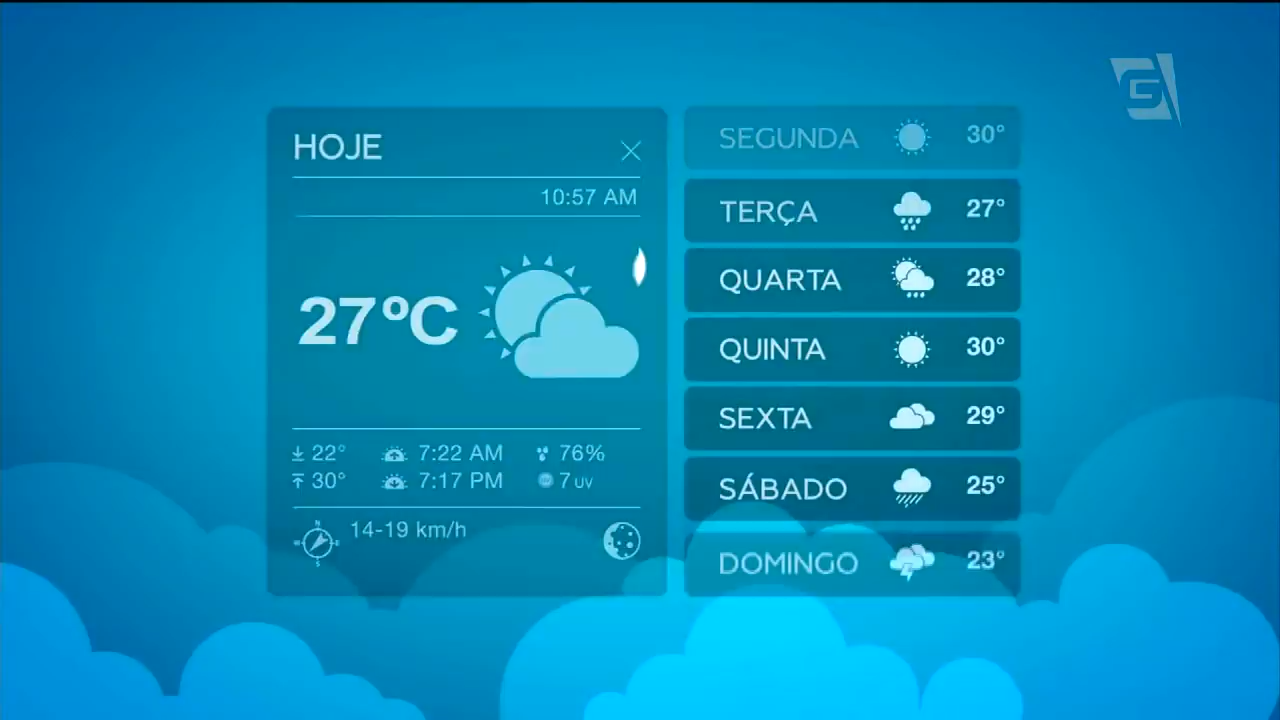 HOJE
10:57 AM
27ºC
22° 7:22 AM 76%
30° 7:17 PM 7 UV
N
S
14-19 km/h
SEGUNDA 30°
TERÇA 27°
QUARTA 28°
QUINTA 30°
SEXTA 29°
SÁBADO 25°
DOMINGO 23°